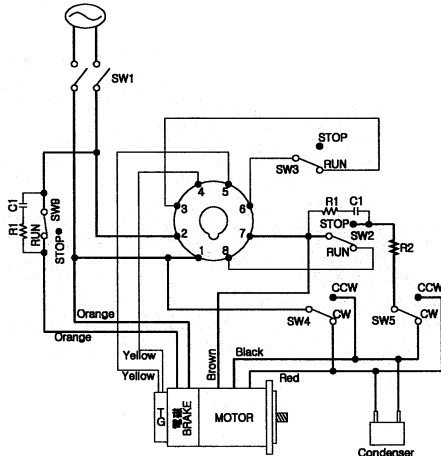 SW1
STOP
SW3
RUN
4
5
3
6
2
7
1
8
C1
R1
SW9
RUN
STOP
R1
C1
STOP
SW2
RUN
R2
CCW
CCW
SW4
CW
SW5
CW
Orange
Orange
Yellow
Yellow
Brown
Black
Red
TG
電磁
BRAKE
MOTOR
Condenser